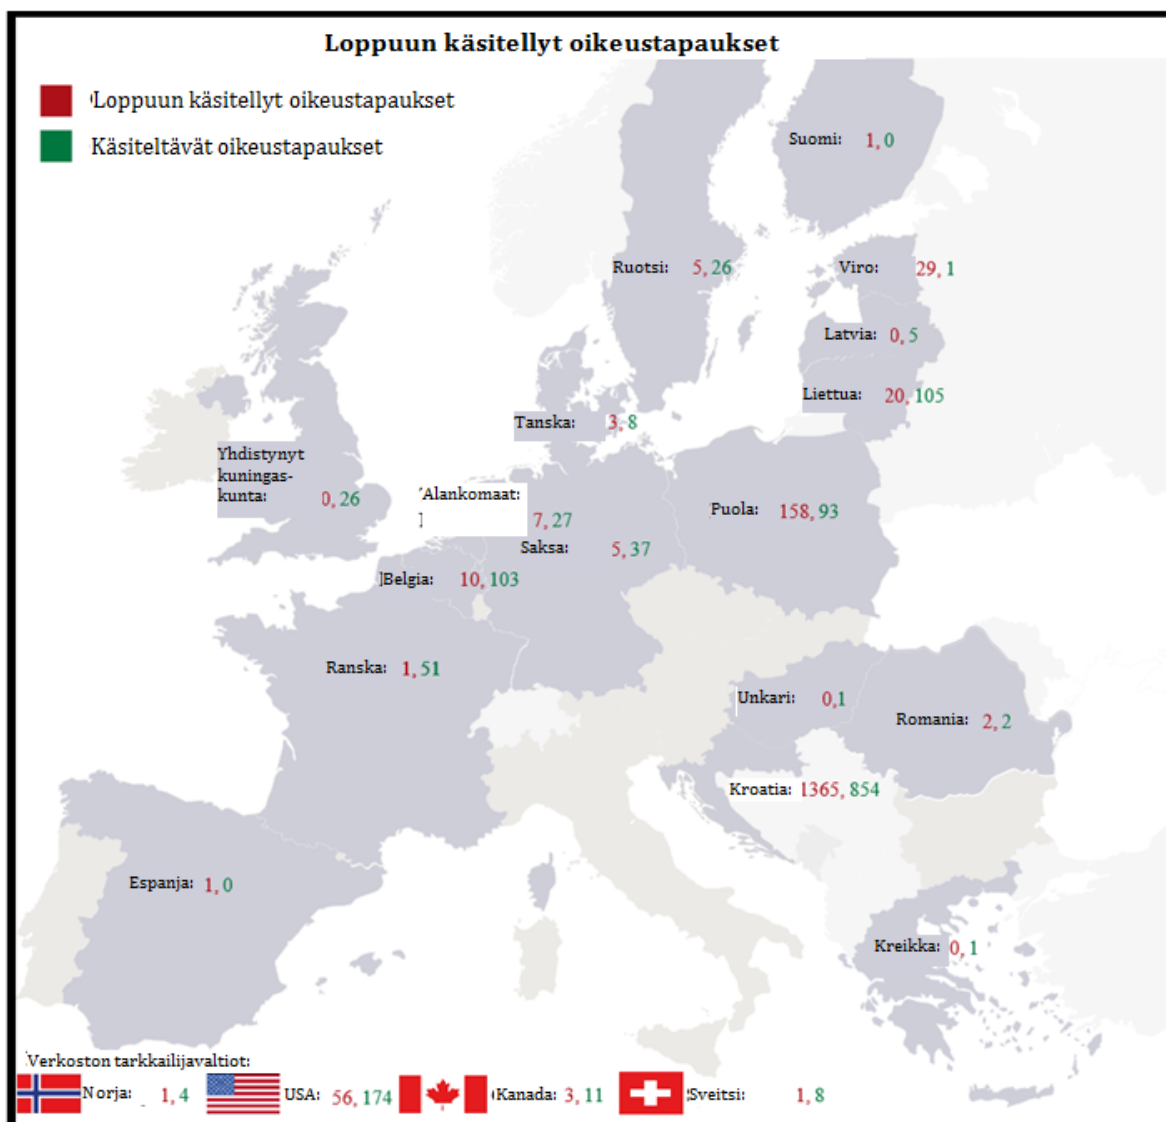 Loppuun käsitellyt oikeustapaukset
Loppuun käsitellyt oikeustapaukset
Käsiteltävät oikeustapaukset
Suomi: 1, 0
Ruotsi: 5, 26
Viro: 29, 1
Latvia: 0, 5
Liettua: 20, 105
Tanska: 3, 8
Yhdistynyt
kuningas-
kunta: 0, 26
Alankomaat:
7, 27
Puola: 158, 93
Saksa: 5, 37
Belgia: 10, 103
Ranska: 1, 51
Unkari: 0,1
Romania: 2, 2
Kroatia: 1365, 854
Espanja: 1, 0
Kreikka: 0, 1
Verkoston tarkkailijavaltiot:
Norja: 1, 4 USA: 56, 174 Kanada: 3, 11 Sveitsi: 1, 8